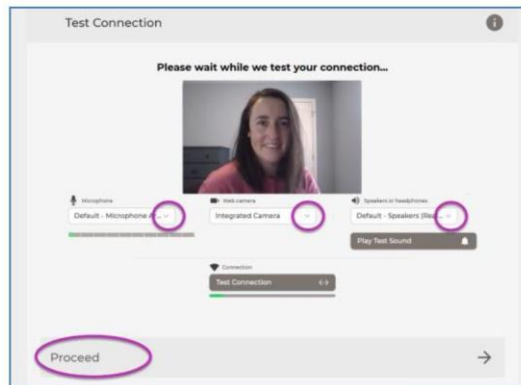 Test Connection
Please wait while we test your connection...
Microphone
Web camera
Speakers or headphones
Default - Microphone A...
Integrated Camera
Default - Speakers (Rea...
Play Test Sound
Connection
Test Connection
Proceed